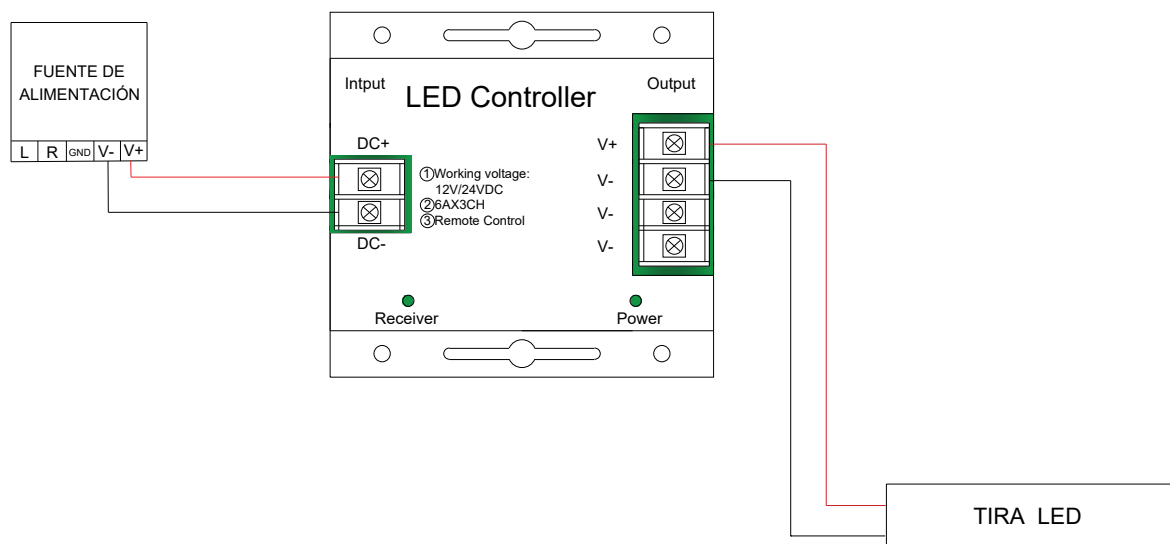 FUENTE DE
ALIMENTACIÓN
L R GND V- V+
Intput
LED Controller
Output
DC+
①Working voltage:
12V/24VDC
②6AX3CH
③Remote Control
DC-
V+
V-
V-
V-
Receiver
Power
TIRA LED